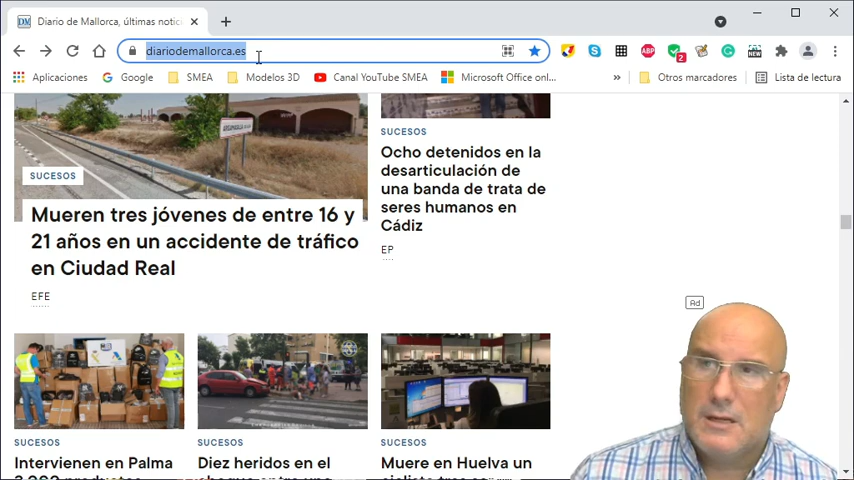 Diario de Mallorca, últimas notici
diariodemallorca.es
ABP
2
NEW
Aplicaciones
Google
SMEA
Modelos 3D
Canal YouTube SMEA
Microsoft Office onl...
»
Otros marcadores
Lista de lectura
SUCESOS
Mueren tres jóvenes de entre 16 y
21 años en un accidente de tráfico
en Ciudad Real
EFE
SUCESOS
Ocho detenidos en la
desarticulación de
una banda de trata de
seres humanos en
Cádiz
EP
Ad
SUCESOS
Intervienen en Palma
SUCESOS
Diez heridos en el
SUCESOS
Muere en Huelva un